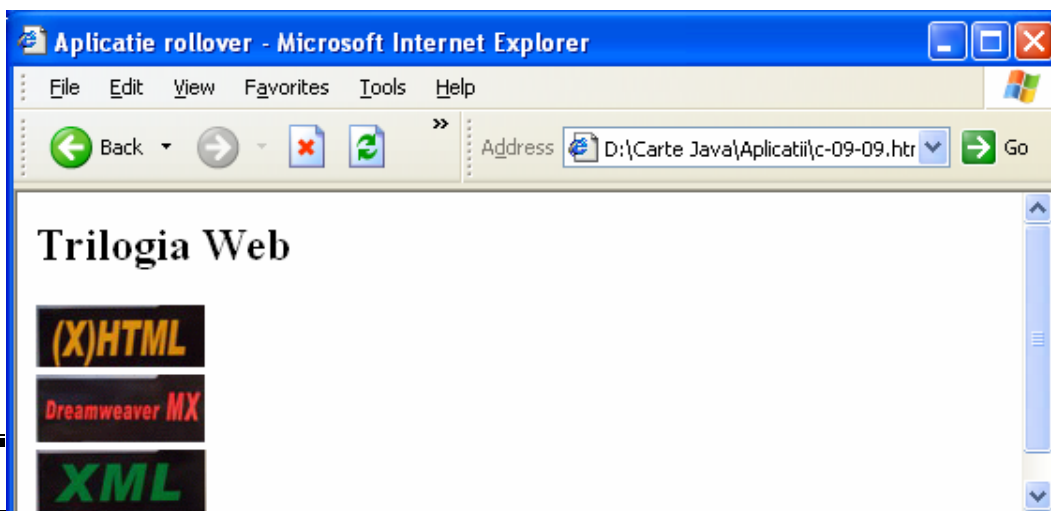 Aplicatie rollover - Microsoft Internet Explorer
File Edit View Favorites Tools Help
Back » Address D:\Carte Java\Aplicatii\c-09-09.htr Go
Trilogia Web
(X)HTML
Dreamweaver MX
XML